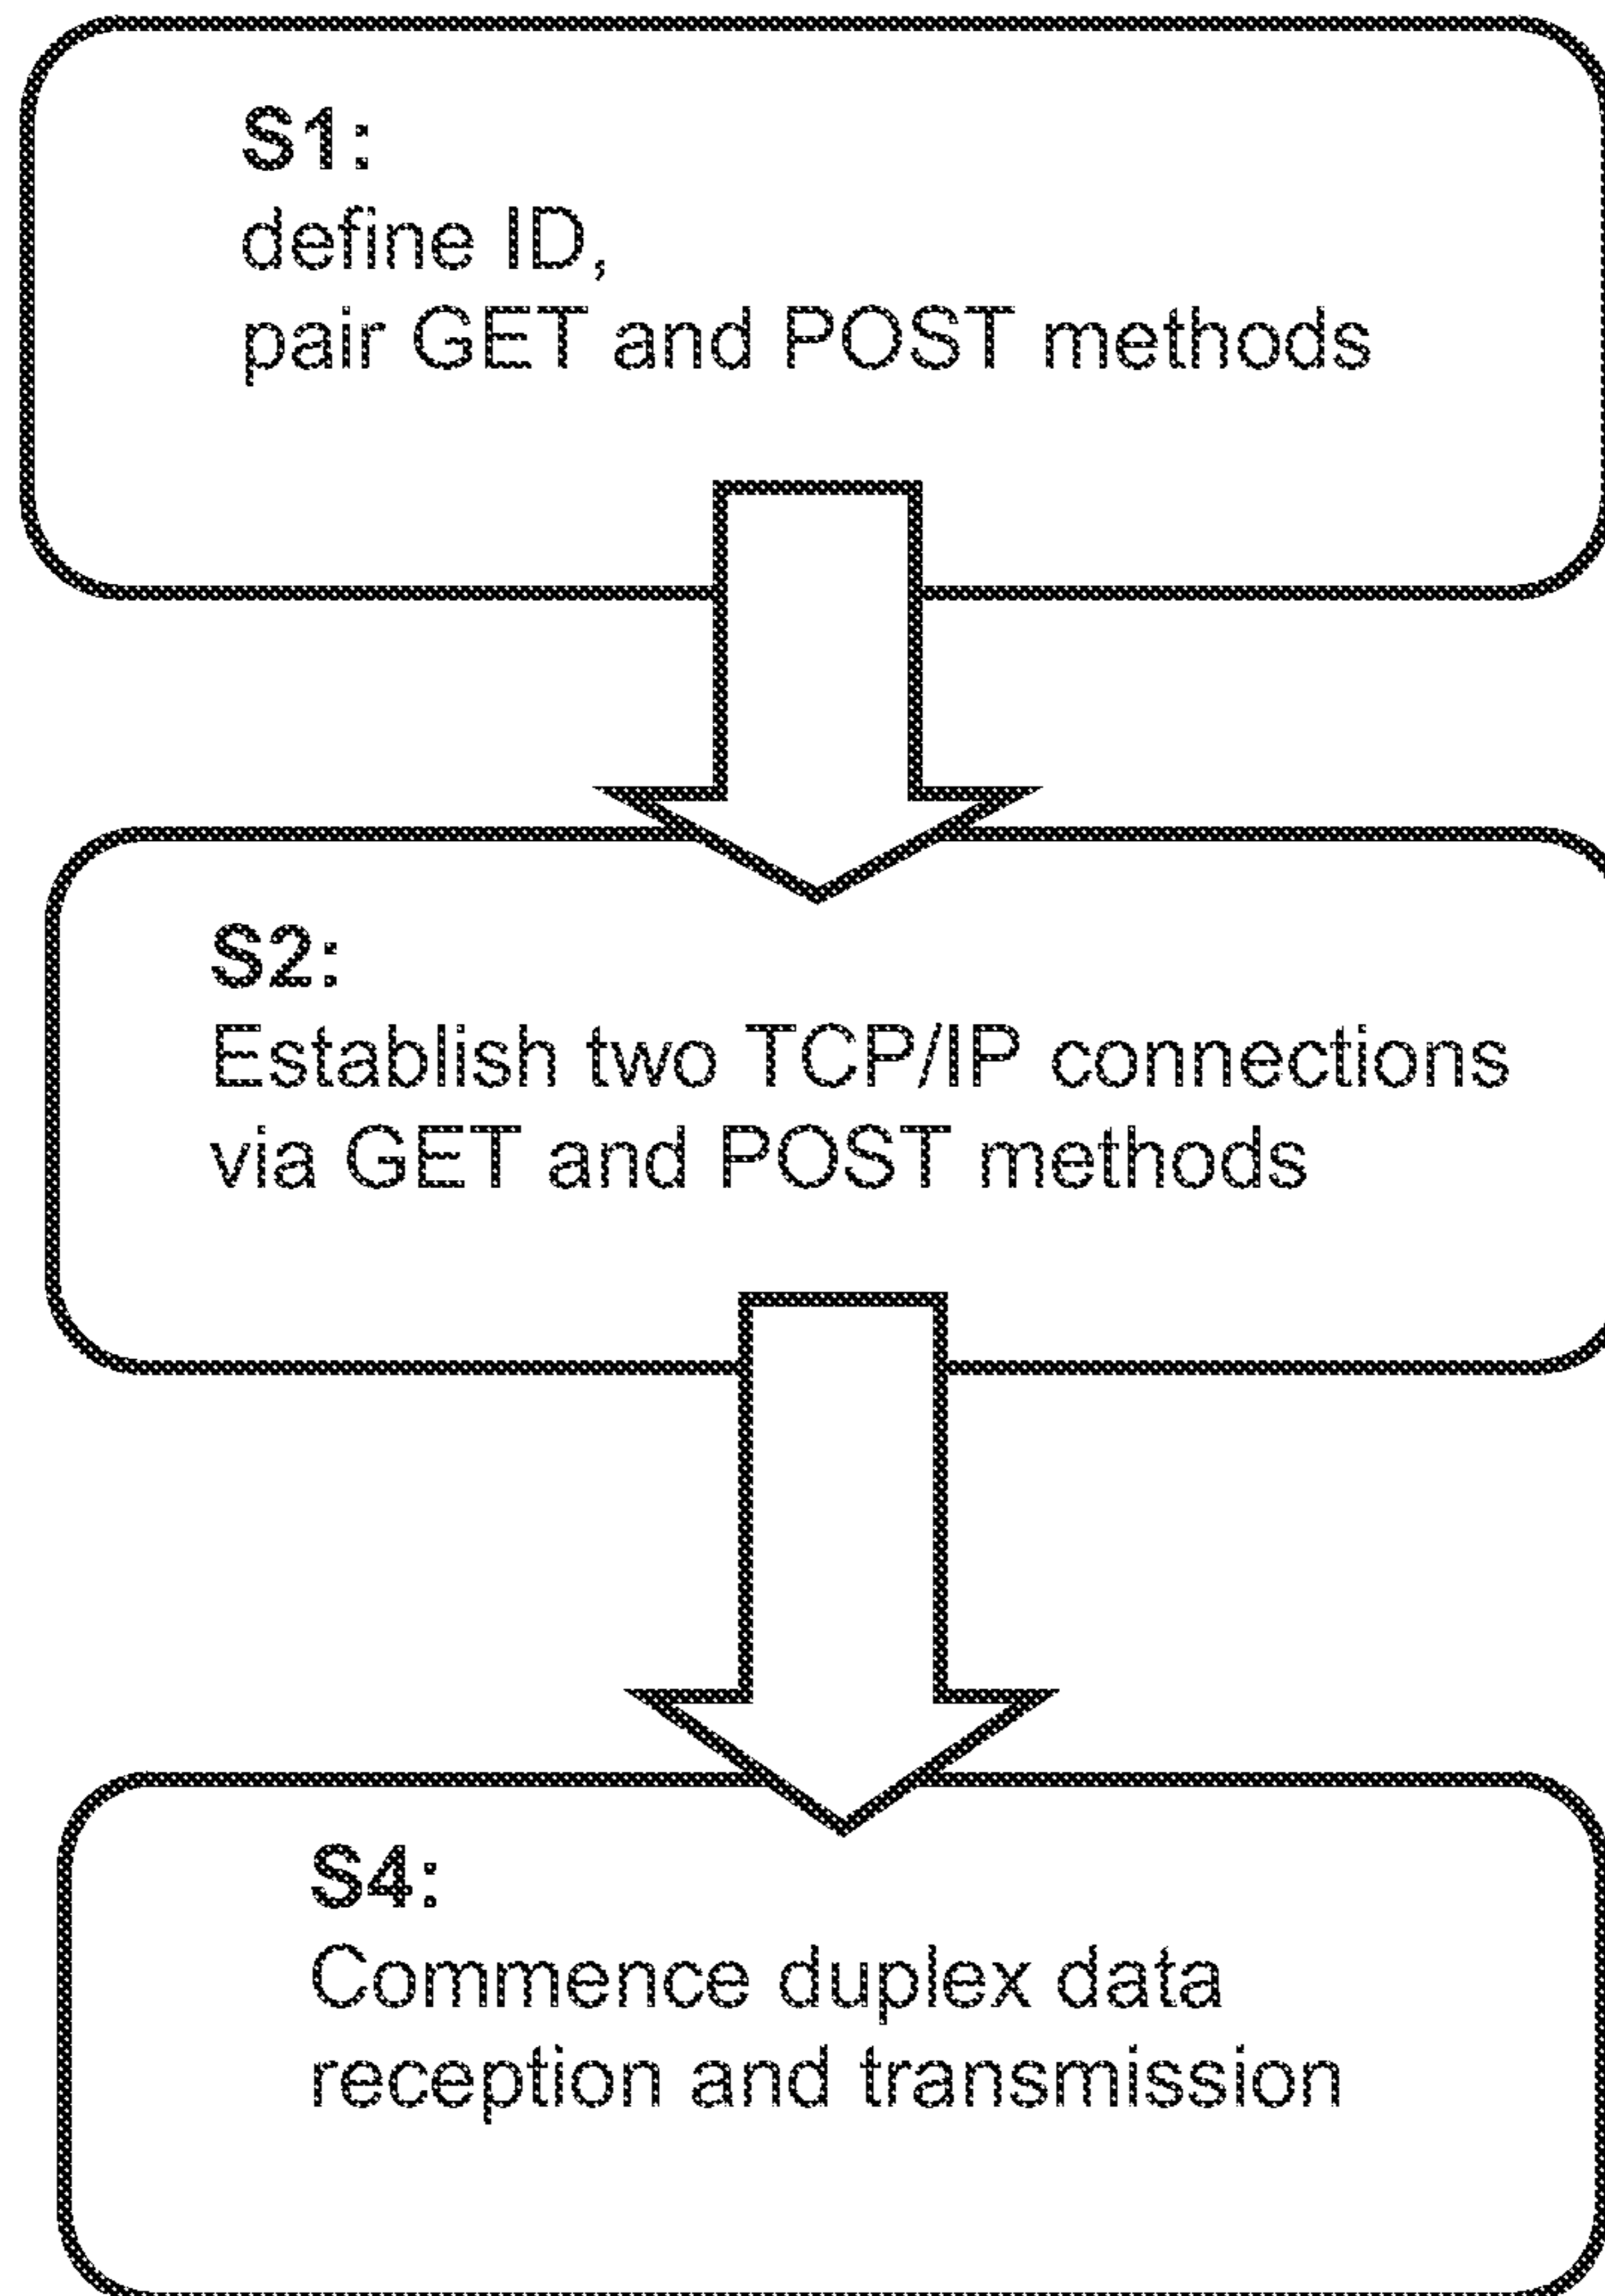 S1:
define ID,
pair GET and POST methods
S2:
Establish two TCP/IP connections
via GET and POST methods
S4:
Commence duplex data
reception and transmission